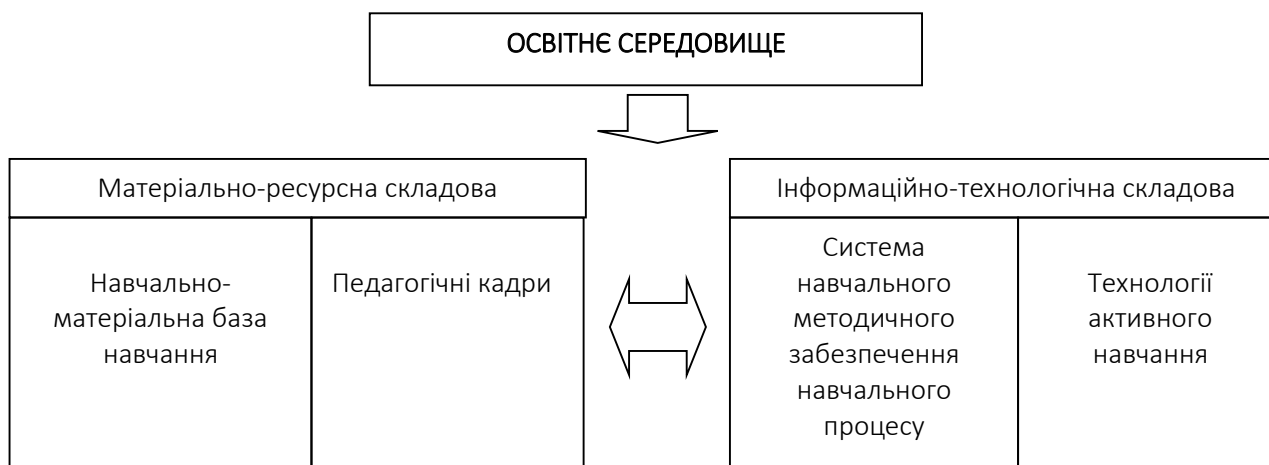 ОСВІТНЄ СЕРЕДОВИЩЕ
Матеріально-ресурсна складова
Навчально-
матеріальна база
навчання
Педагогічні кадри
Інформаційно-технологічна складова
Система
навчального
методичного
забезпечення
навчального
процесу
Технології
активного
навчання